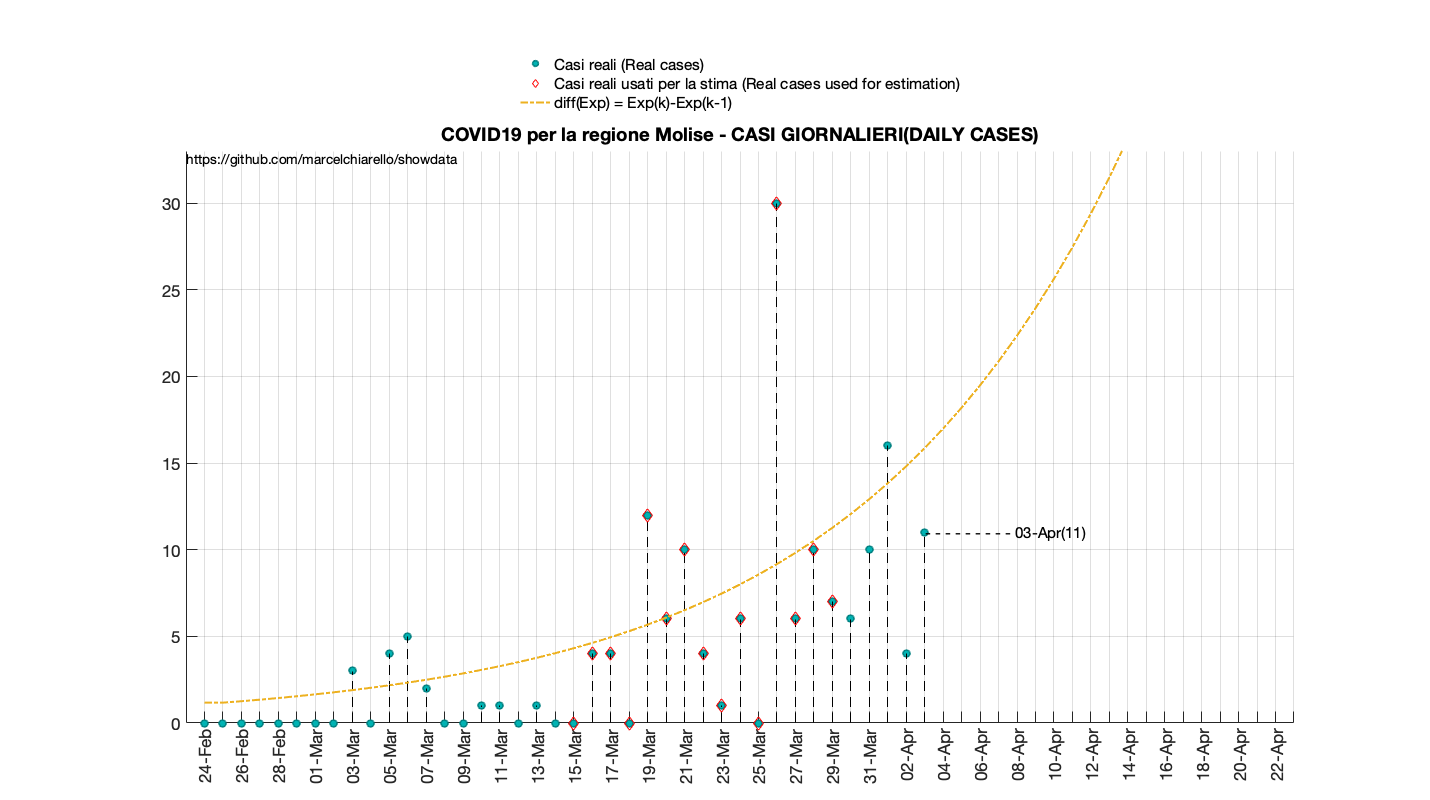 Casi reali (Real cases)
Casi reali usati per la stima (Real cases used for estimation)
diff(Exp) = Exp(k)-Exp(k-1)
COVID19 per la regione Molise - CASI GIORNALIERI(DAILY CASES)
https://github.com/marcelchiarello/showdata
30
25
20
15
10
5
0
03-Apr(11)
24-Feb
26-Feb
28-Feb
01-Mar
03-Mar
05-Mar
07-Mar
09-Mar
11-Mar
13-Mar
15-Mar
17-Mar
19-Mar
21-Mar
23-Mar
25-Mar
27-Mar
29-Mar
31-Mar
02-Apr
04-Apr
06-Apr
08-Apr
10-Apr
12-Apr
14-Apr
16-Apr
18-Apr
20-Apr
22-Apr